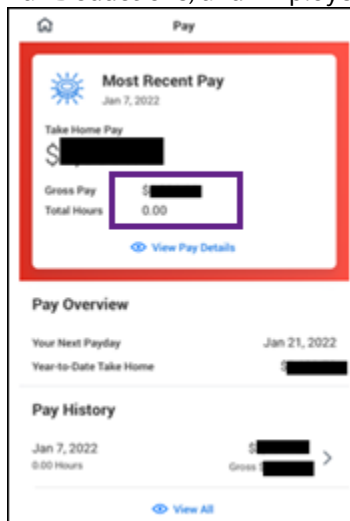 Pay
Most Recent Pay
Jan 7, 2022
Take Home Pay
$
Gross Pay $
Total Hours 0.00
View Pay Details
Pay Overview
Your Next Payday Jan 21, 2022
Year-to-Date Take Home $
Pay History
Jan 7, 2022 $
0.00 Hours Gross $
View All